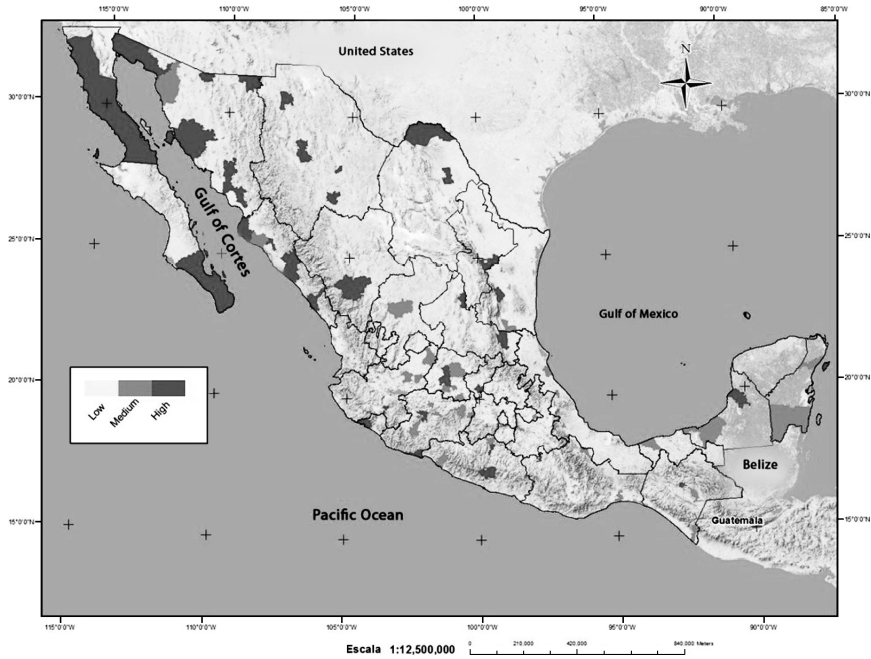 115°0'0"W 110°0'0"W 105°0'0"W 100°0'0"W 95°0'0"W 90°0'0"W 85°0'0"W
United States
N
30°0'0"N 30°0'0"N
Gulf of Cortes
25°0'0"N 25°0'0"N
Gulf of Mexico
20°0'0"N 20°0'0"N
Low Medium High
Belize
Pacific Ocean
Guatemala
15°0'0"N 15°0'0"N
115°0'0"W 110°0'0"W 105°0'0"W 100°0'0"W 95°0'0"W 90°0'0"W
Escala 1:12,500,000 0 210,000 420,000 840,000 Meters